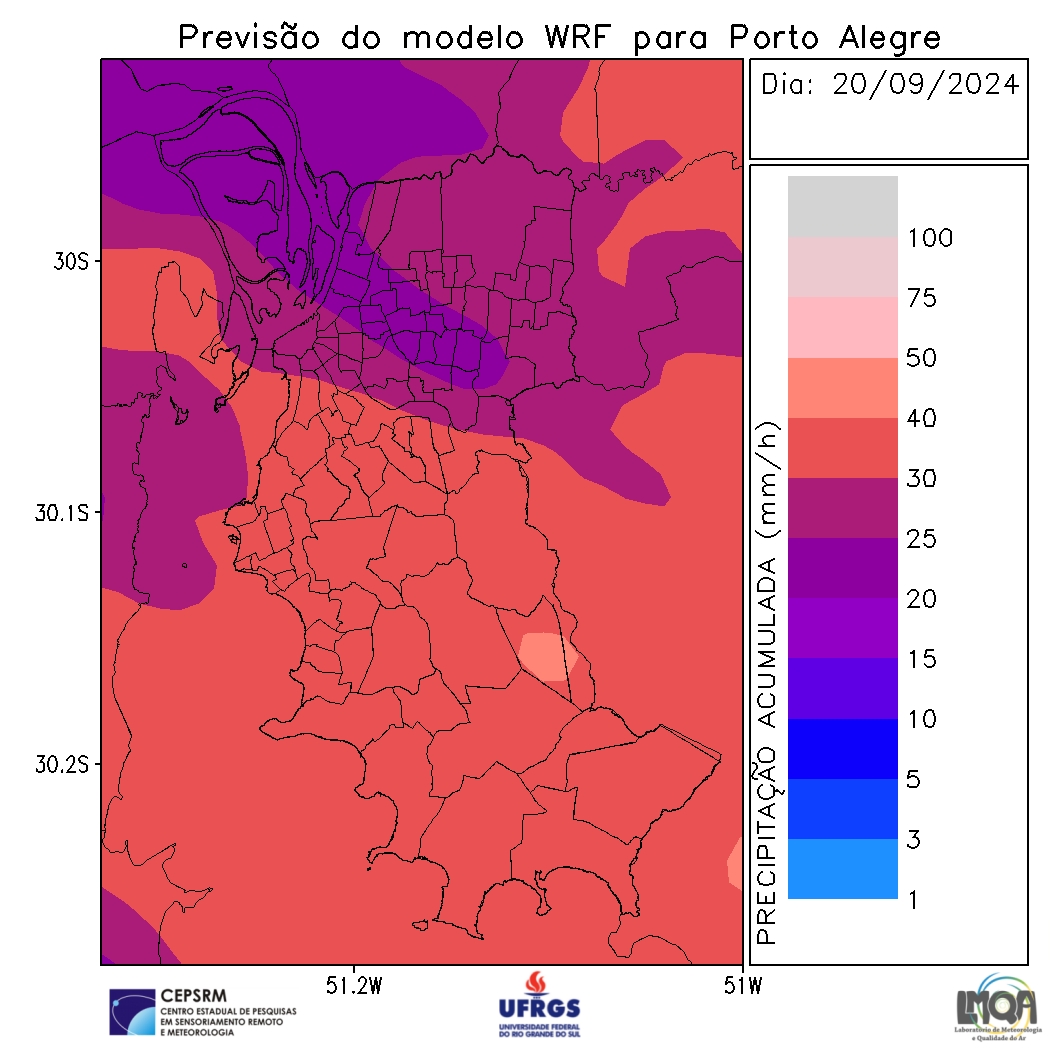 Previsão do modelo WRF para Porto Alegre
Dia: 20/09/2024
30S
30.1S
30.2S
51.2W
51W
PRECIPITAÇÃO ACUMULADA (mm/h)
100
75
50
40
30
25
20
15
10
5
3
1
CEPSRM
CENTRO ESTADUAL DE PESQUISAS
EM SENSORIAMENTO REMOTO
E METEOROLOGIA
UFRGS
UNIVERSIDADE FEDERAL
DO RIO GRANDE DO SUL
LMQA
Laboratório de Meteorologia
e Qualidade do Ar